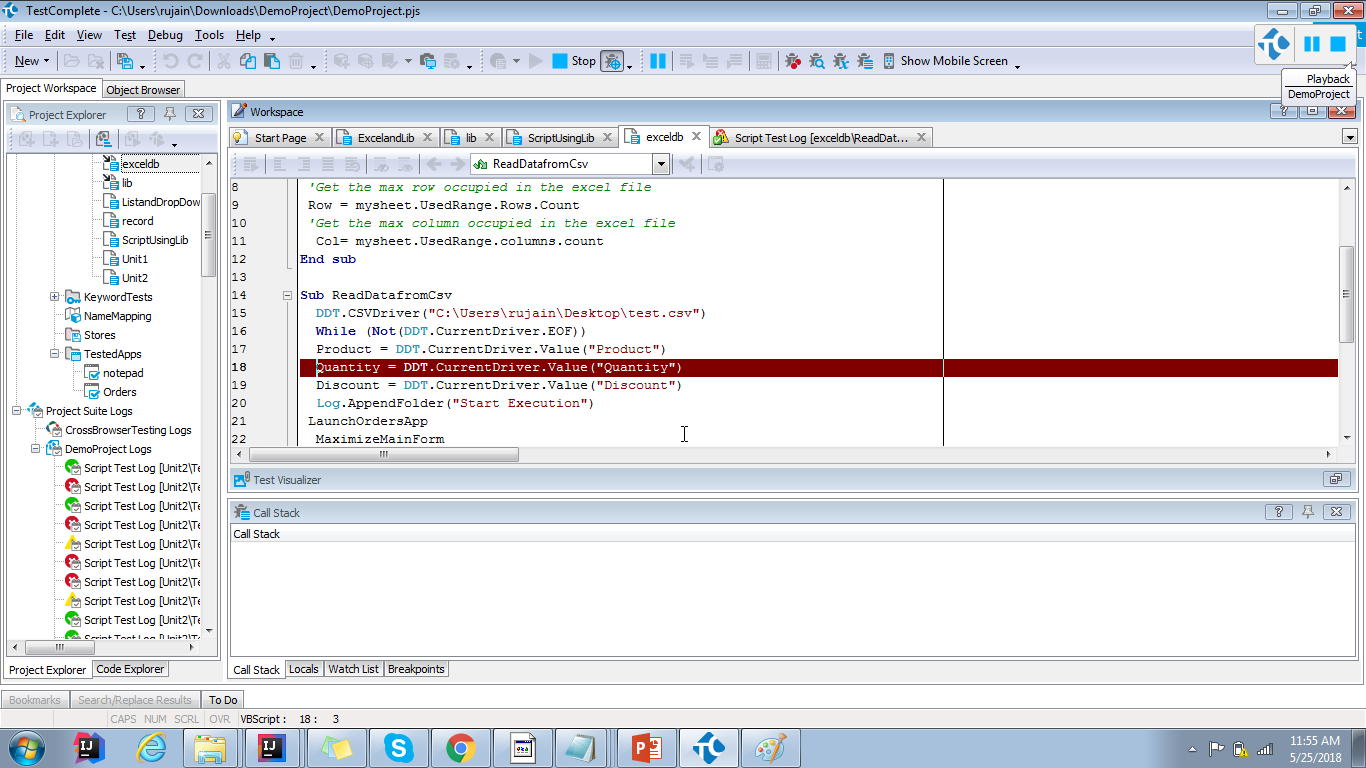 TestComplete - C:\Users\rujain\Downloads\DemoProject\DemoProject.pjs
File Edit View Test Debug Tools Help
New Stop Show Mobile Screen
Playback
DemoProject
Project Workspace Object Browser
Project Explorer
Workspace
Start Page ExcelandLib lib ScriptUsingLib exceldb Script Test Log [exceldb\ReadDat...
ReadDatafromCsv
exceldb
lib
ListandDropDow
record
ScriptUsingLib
Unit1
Unit2
KeywordTests
NameMapping
Stores
TestedApps
notepad
Orders
Project Suite Logs
CrossBrowserTesting Logs
DemoProject Logs
Script Test Log [Unit2\Te
Script Test Log [Unit2\Te
Script Test Log [Unit2\Te
Script Test Log [Unit2\Te
Script Test Log [Unit2\Te
Script Test Log [Unit2\Te
Script Test Log [Unit2\Te
Script Test Log [Unit2\Te
Script Test Log [Unit2\Te
Script Test Log [Unit2\Te
8 'Get the max row occupied in the excel file
9 Row = mysheet.UsedRange.Rows.Count
10 'Get the max column occupied in the excel file
11 Col= mysheet.UsedRange.columns.count
12 End sub
13
14 Sub ReadDatafromCsv
15 DDT.CSVDriver("C:\Users\rujain\Desktop\test.csv")
16 While (Not(DDT.CurrentDriver.EOF))
17 Product = DDT.CurrentDriver.Value("Product")
18 Quantity = DDT.CurrentDriver.Value("Quantity")
19 Discount = DDT.CurrentDriver.Value("Discount")
20 Log.AppendFolder("Start Execution")
21 LaunchOrdersApp
22 MaximizeMainForm
Test Visualizer
Call Stack
Call Stack
Project Explorer Code Explorer
Call Stack Locals Watch List Breakpoints
Bookmarks Search/Replace Results To Do
CAPS NUM SCRL OVR VBScript : 18 : 3
11:55 AM
5/25/2018